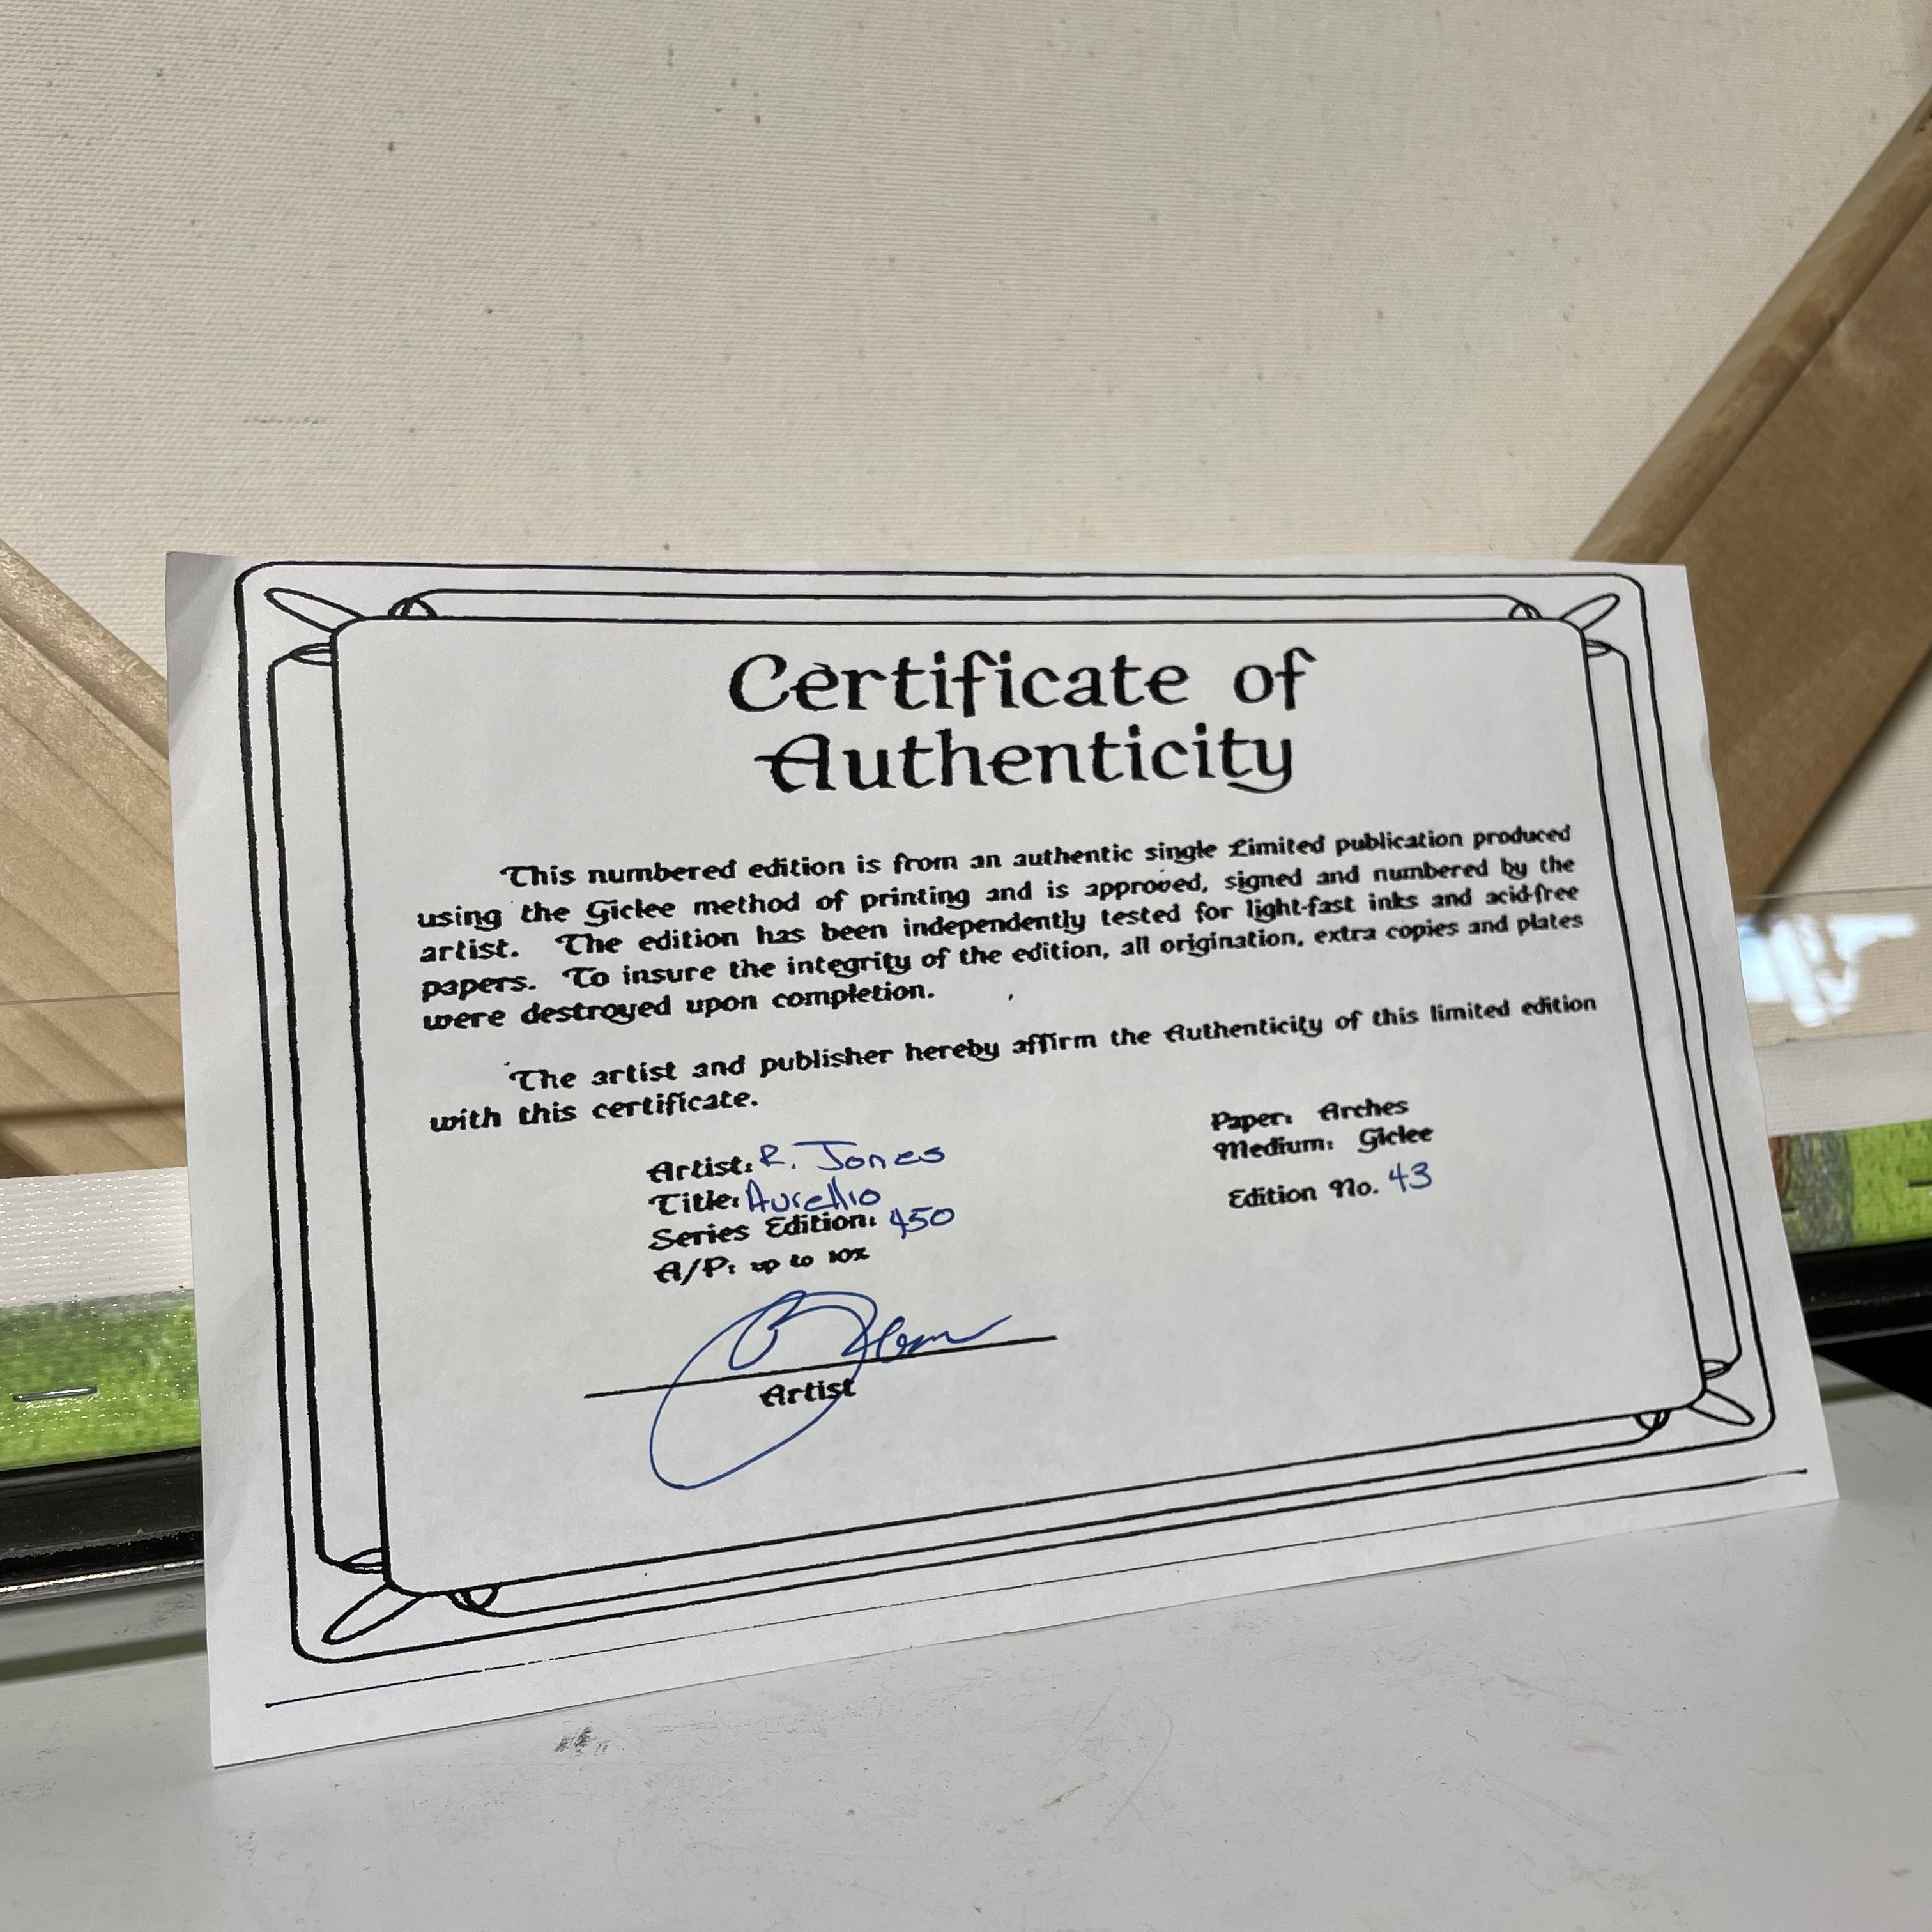 Certificate of
Authenticity
This numbered edition is from an authentic single Limited publication produced
using the Giclee method of printing and is approved, signed and numbered by the
artist. The edition has been independently tested for light-fast inks and acid-free
papers. To insure the integrity of the edition, all origination, extra copies and plates
were destroyed upon completion.
The artist and publisher hereby affirm the Authenticity of this limited edition
with this certificate.
Artist: R. Jones
Title: Aurellio
Series Edition: 450
A/P: up to 10%
Paper: Arches
Medium: Giclee
Edition No. 43
Artist